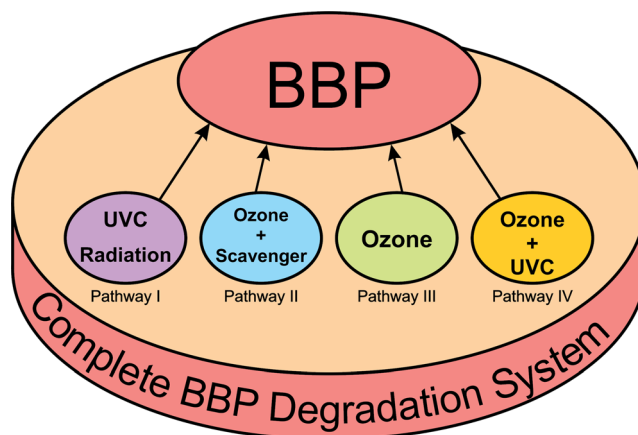 BBP
UVC
Radiation
Ozone
+
Scavenger
Ozone
Ozone
+
UVC
Pathway I
Pathway II
Pathway III
Pathway IV
Complete BBP Degradation System